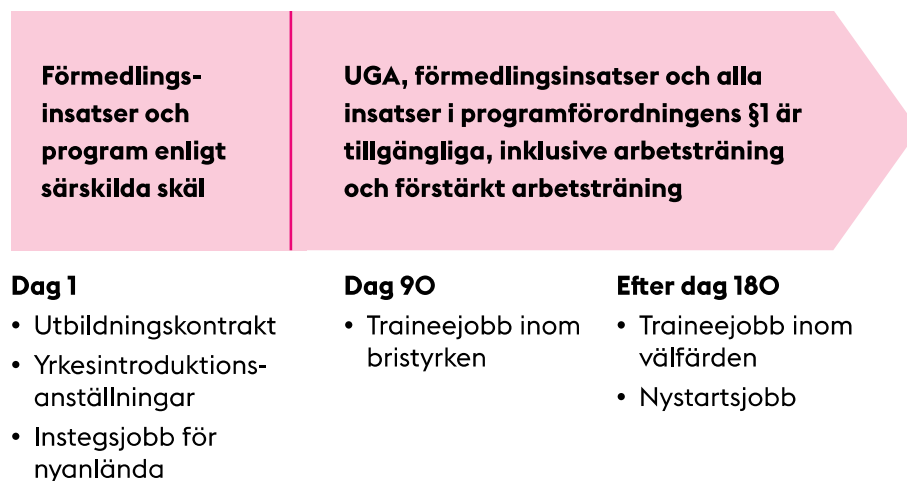 Förmedlings-
insatser och
program enligt
särskilda skäl
UGA, förmedlingsinsatser och alla
insatser i programförordningens §1 är
tillgängliga, inklusive arbetsträning
och förstärkt arbetsträning
Dag 1
• Utbildningskontrakt
• Yrkesintroduktions-
anställningar
• Instegsjobb för
nyanlända
Dag 90
• Traineejobb inom
bristyrken
Efter dag 180
• Traineejobb inom
välfärden
• Nystartsjobb